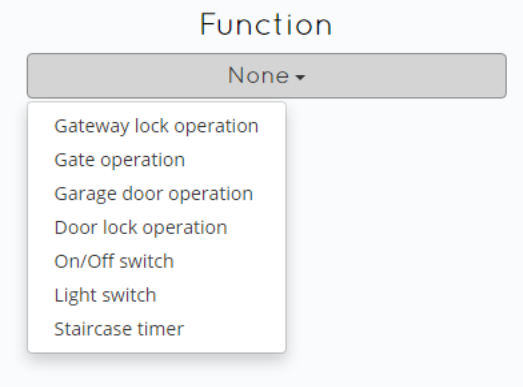 Function
None
Gateway lock operation
Gate operation
Garage door operation
Door lock operation
On/Off switch
Light switch
Staircase timer